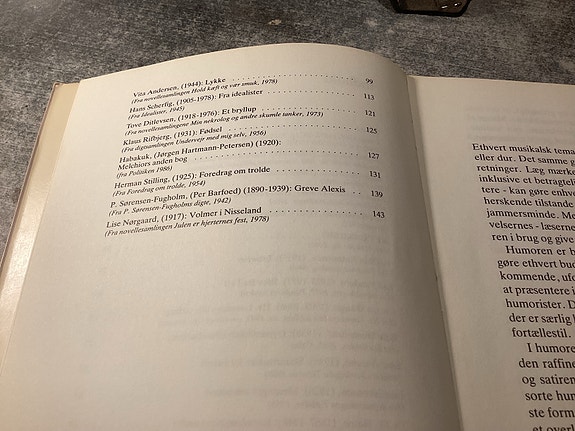 Vita Andersen, (1944): Lykke . . . . . . . . . . . . . . . . . . . . . 99
(Fra novellesamlingen Hold kæft og vær smuk, 1978)
Hans Scherfig, (1905-1978): Fra idealister . . . . . . . . . . . . 113
(Fra Idealister, 1945)
Tove Ditlevsen, (1918-1976): Et bryllup . . . . . . . . . . . . . . 121
(Fra novellesamlingene Min nekrolog og andre skumle tanker, 1973)
Klaus Rifbjerg, (1931): Fødsel . . . . . . . . . . . . . . . . . . . . 125
(Fra digtsamlingen Undervejs med mig selv, 1956)
Habakuk, (Jørgen Hartmann-Petersen) (1920):
Melchiors anden bog . . . . . . . . . . . . . . . . . . . . . . . . . 127
(fra Politiken 1980)
Herman Stilling, (1925): Foredrag om trolde . . . . . . . . . . . 131
(Fra Foredrag om trolde, 1954)
P. Sørensen-Fugholm, (Per Barfoed) (1890-1939): Greve Alexis . . 139
(Fra P. Sørensen-Fugholms digte, 1942)
Lise Nørgaard, (1917): Volmer i Nisseland . . . . . . . . . . . . 143
(Fra novellesamlingen Julen er hjerternes fest, 1978)
Ethvert musikalsk tema
eller dur. Det samme g
retninger. Læg mærke
inklusive et betragteli
tere - kan gøre enhve
herskende tilstande
jammersminde. Me
velsernes - læserne
ren i brug og give
Humoren er b
gøre ethvert bud
kommende, ufo
at præsentere i
humorister. D
der er særlig h
fortællestil.
I humore
den raffine
og satiren
sorte hum
ste form
et overl